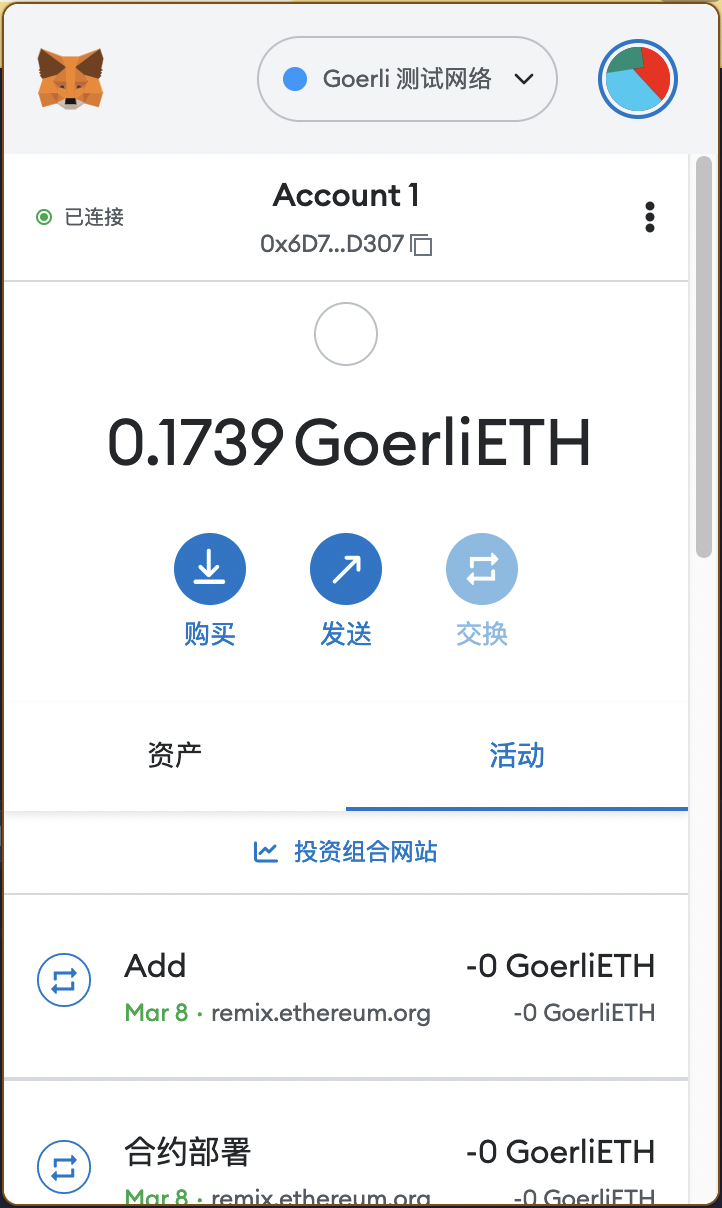 Goerli 测试网络
已连接
Account 1
0x6D7...D307
0.1739 GoerliETH
购买
发送
交换
资产
活动
投资组合网站
Add
-0 GoerliETH
Mar 8 · remix.ethereum.org
-0 GoerliETH
合约部署
-0 GoerliETH
Mar 8 · remix.ethereum.org
-0 GoerliETH